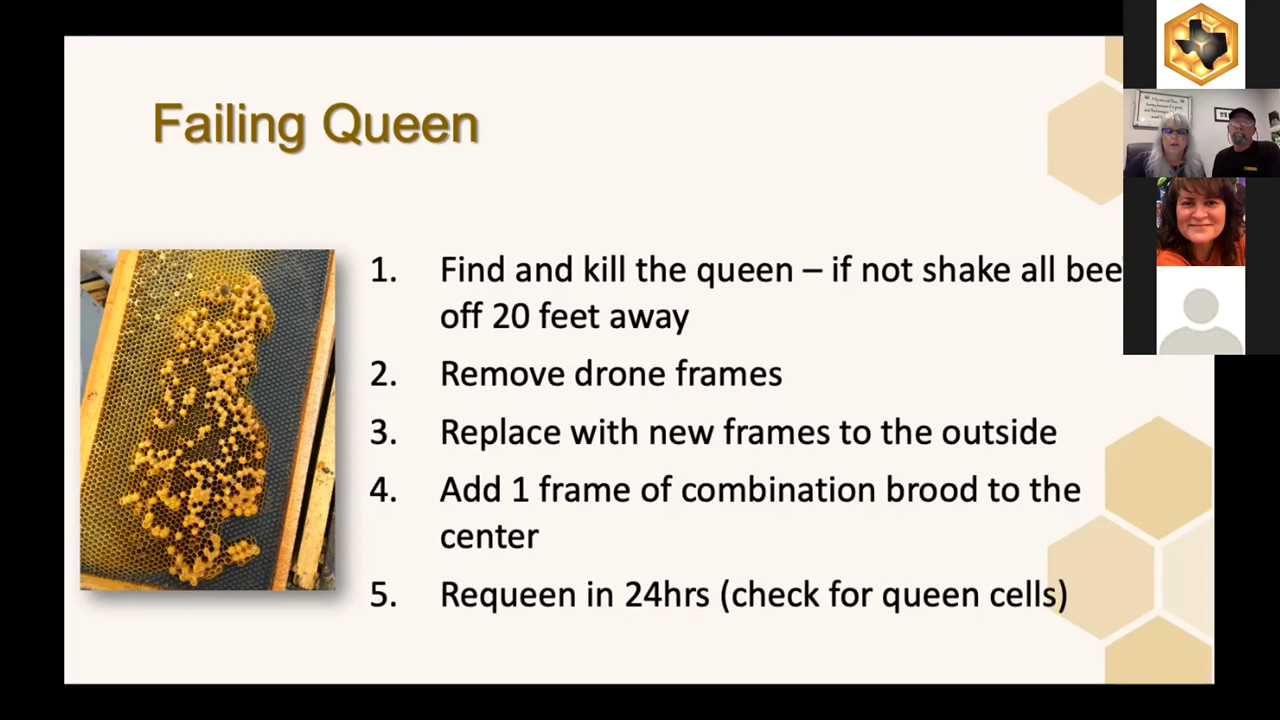 Failing Queen
1. Find and kill the queen – if not shake all bee
off 20 feet away
2. Remove drone frames
3. Replace with new frames to the outside
4. Add 1 frame of combination brood to the
center
5. Requeen in 24hrs (check for queen cells)